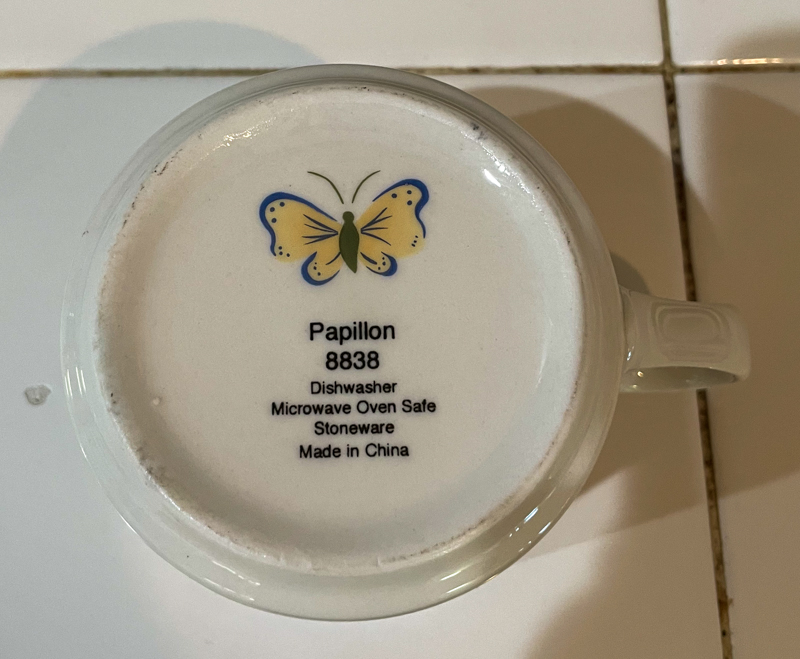 Papillon
8838
Dishwasher
Microwave Oven Safe
Stoneware
Made in China